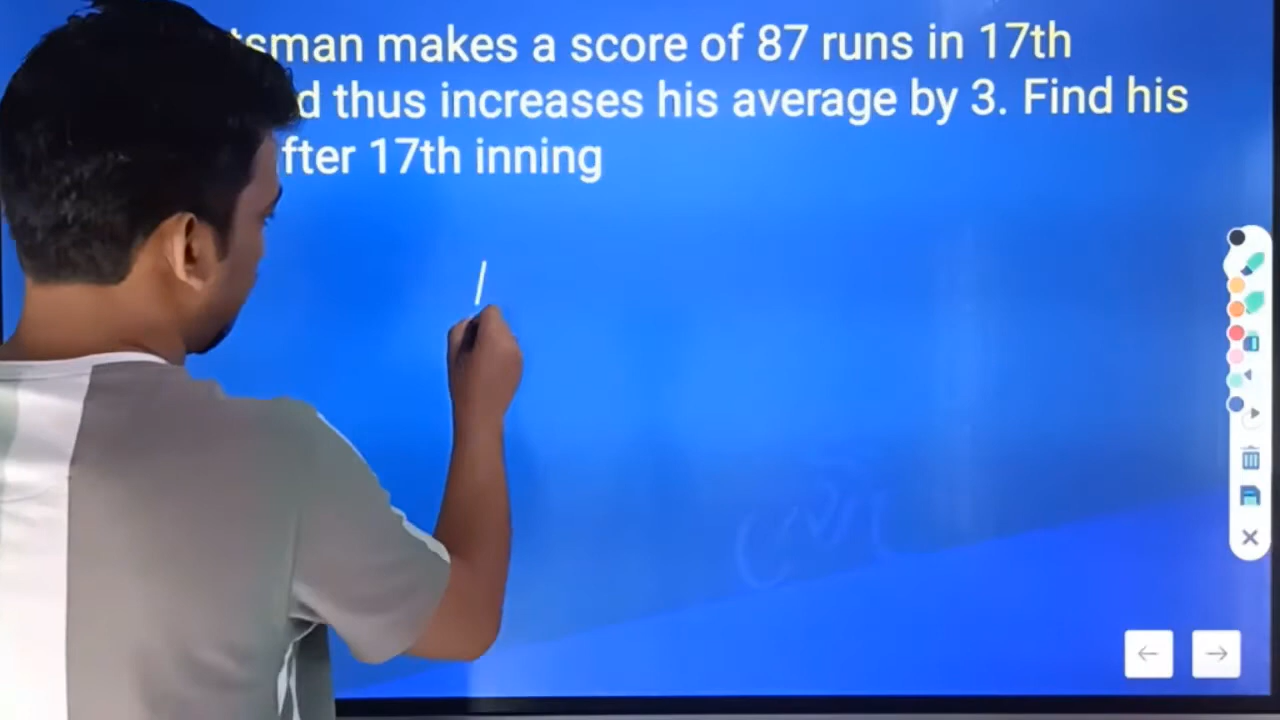 tsman makes a score of 87 runs in 17th
d thus increases his average by 3. Find his
fter 17th inning